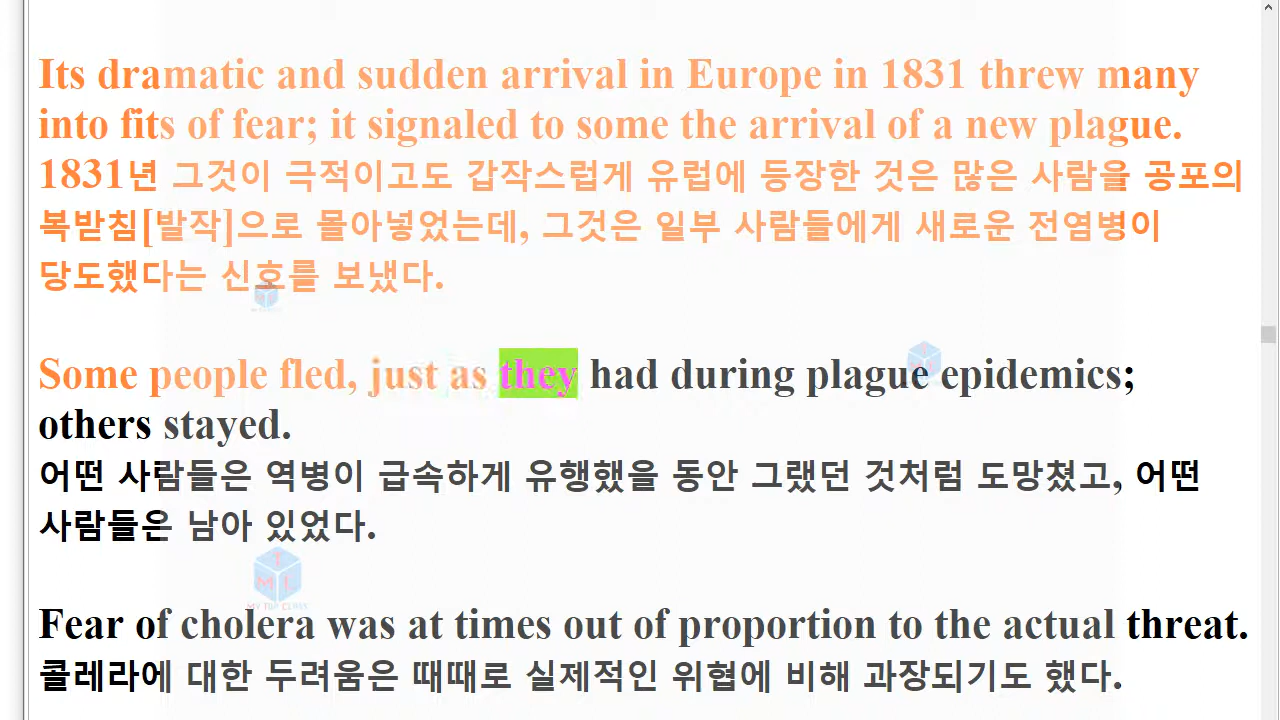 Its dramatic and sudden arrival in Europe in 1831 threw many
into fits of fear; it signaled to some the arrival of a new plague.
1831년 그것이 극적이고도 갑작스럽게 유럽에 등장한 것은 많은 사람을 공포의
복받침[발작]으로 몰아넣었는데, 그것은 일부 사람들에게 새로운 전염병이
당도했다는 신호를 보냈다.
Some people fled, just as they had during plague epidemics;
others stayed.
어떤 사람들은 역병이 급속하게 유행했을 동안 그랬던 것처럼 도망쳤고, 어떤
사람들은 남아 있었다.
Fear of cholera was at times out of proportion to the actual threat.
콜레라에 대한 두려움은 때때로 실제적인 위협에 비해 과장되기도 했다.
MY TOP CLASS